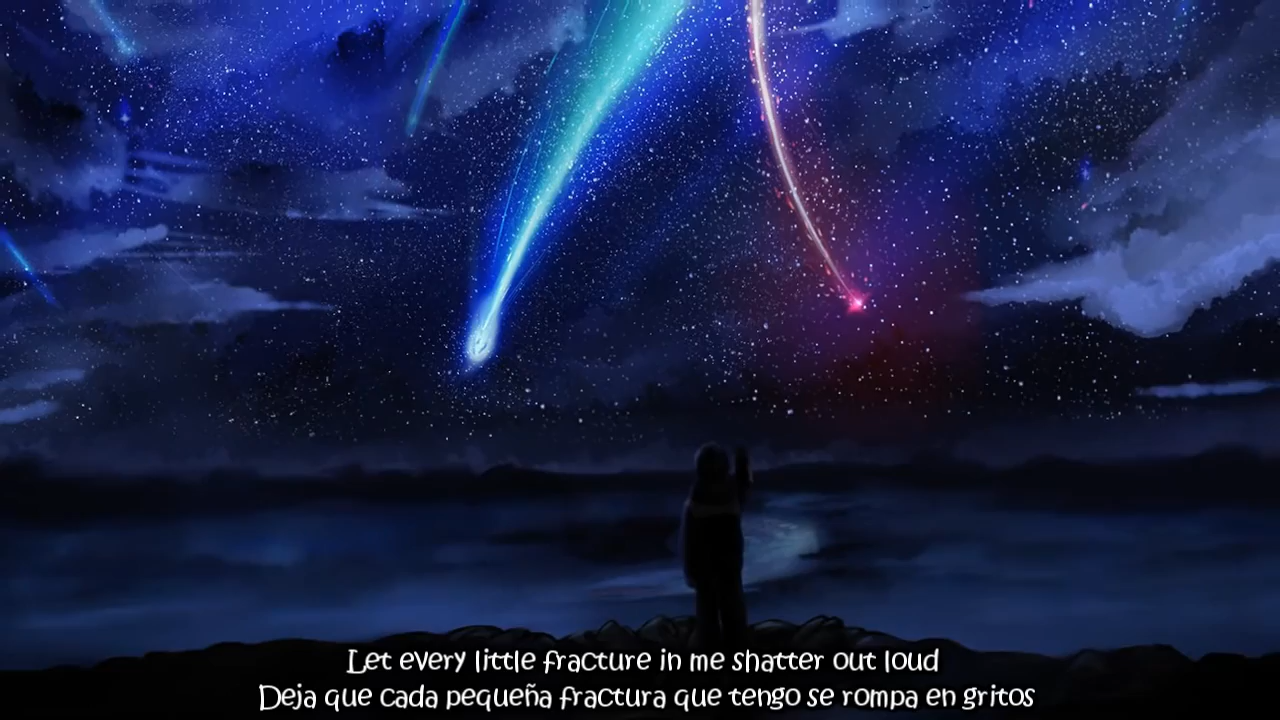 Let every little fracture in me shatter out loud
Deja que cada pequeña fractura que tengo se rompa en gritos